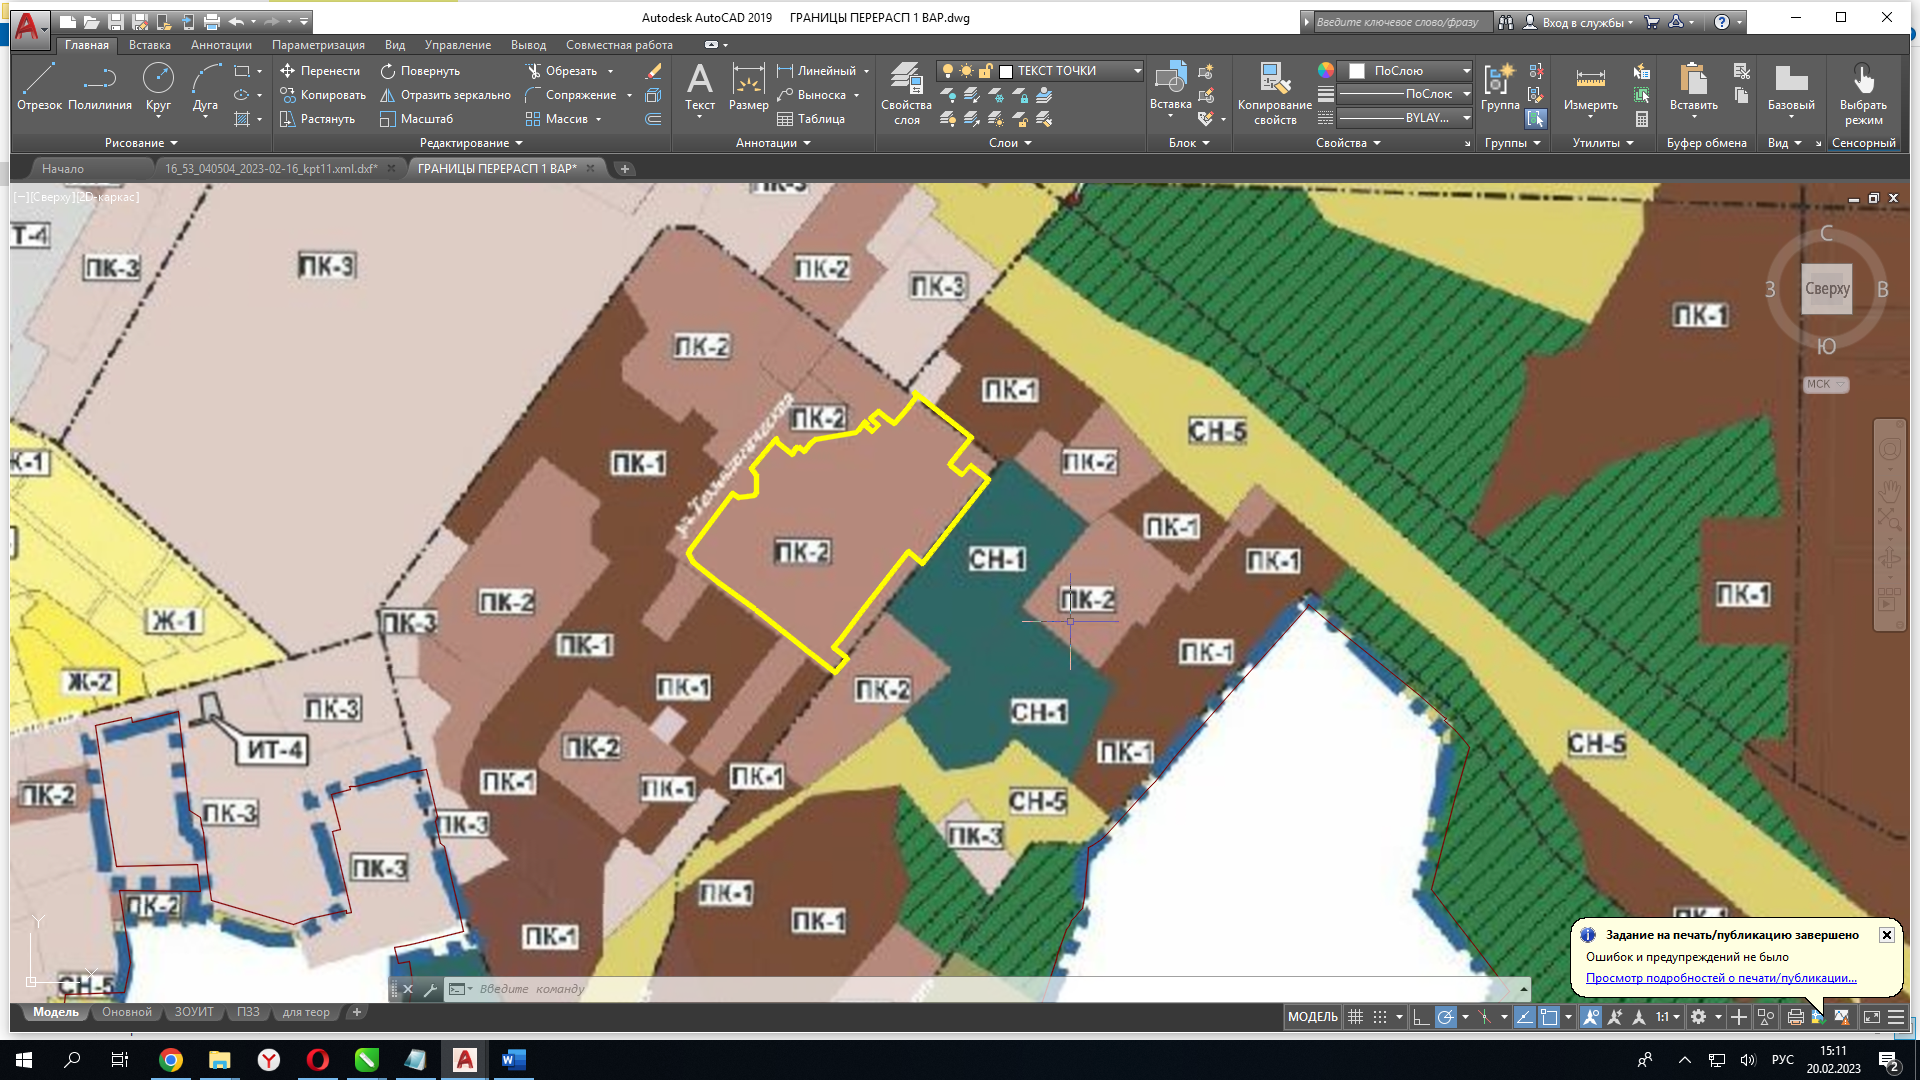 Autodesk AutoCAD 2019 ГРАНИЦЫ ПЕРЕРАСП 1 ВАР.dwg
Введите ключевое слово/фразу
Вход в службы
Главная Вставка Аннотации Параметризация Вид Управление Вывод Совместная работа
Отрезок Полилиния Круг Дуга
Перенести Повернуть Обрезать
Копировать Отразить зеркально Сопряжение
Растянуть Масштаб Массив
Текст Размер
Линейный
Выноска
Таблица
Свойства слоя
ТЕКСТ ТОЧКИ
Вставка
Копирование свойств
ПоСлою
ПоСлою
BYLAY...
Группа
Измерить
Вставить
Базовый
Выбрать режим
Рисование Редактирование Аннотации Слои Блок Свойства Группы Утилиты Буфер обмена Вид Сенсорный
Начало 16_53_040504_2023-02-16_kpt11.xml.dxf* ГРАНИЦЫ ПЕРЕРАСП 1 ВАР*
[−][Сверху][2D-каркас]
ПК-3
Т-4
ПК-3
ПК-3
ПК-2
ПК-3
ПК-1
С
З Сверху В
Ю
МСК
ПК-2
ПК-1
ПК-2
СН-5
К-1
ПК-1
ПК-2
ПК-1
ПК-2
СН-1
ПК-1
ПК-2
ПК-2
ПК-1
Ж-1
ПК-3
ПК-1
ПК-1
Ж-2
ПК-1
ПК-2
ПК-3
СН-1
ИТ-4
ПК-2
ПК-1
СН-5
ПК-1
ПК-1
ПК-1
ПК-2
СН-5
ПК-3
ПК-3
ПК-3
ПК-3
ПК-1
ПК-2
ПК-1
ПК-1
ПК-1
СН-5
Y
X
Введите команду
Задание на печать/публикацию завершено
Ошибок и предупреждений не было
Просмотр подробностей о печати/публикации...
Модель Основной ЗОУИТ ПЗЗ для теор
МОДЕЛЬ 1:1
РУС
15:11
20.02.2023
2